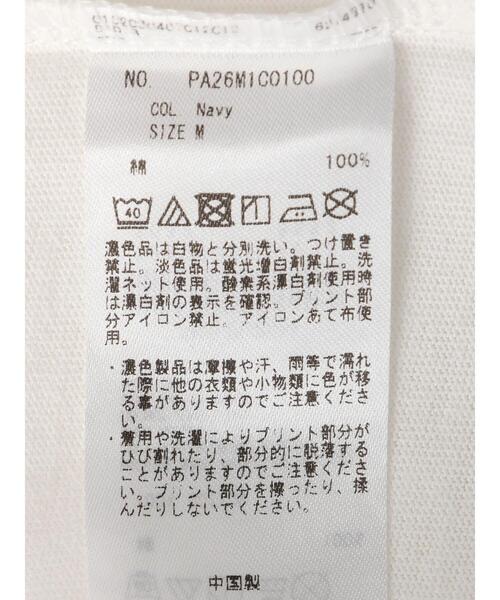 NO. PA26M1C0100
COL Navy
SIZE M
綿 100%
40
濃色品は白物と分別洗い。つけ置き
禁止。淡色品は蛍光増白剤禁止。洗
濯ネット使用。酸素系漂白剤使用時
は漂白剤の表示を確認。プリント部
分アイロン禁止。アイロンあて布使
用。
・濃色製品は摩擦や汗、雨等で濡れ
た際に他の衣類や小物類に色が移
る事がありますのでご注意くださ
い。
・着用や洗濯によりプリント部分が
ひび割れたり、部分的に脱落する
ことがありますのでご注意くださ
い。プリント部分を擦ったり、揉
んだりしないでください。
中国製